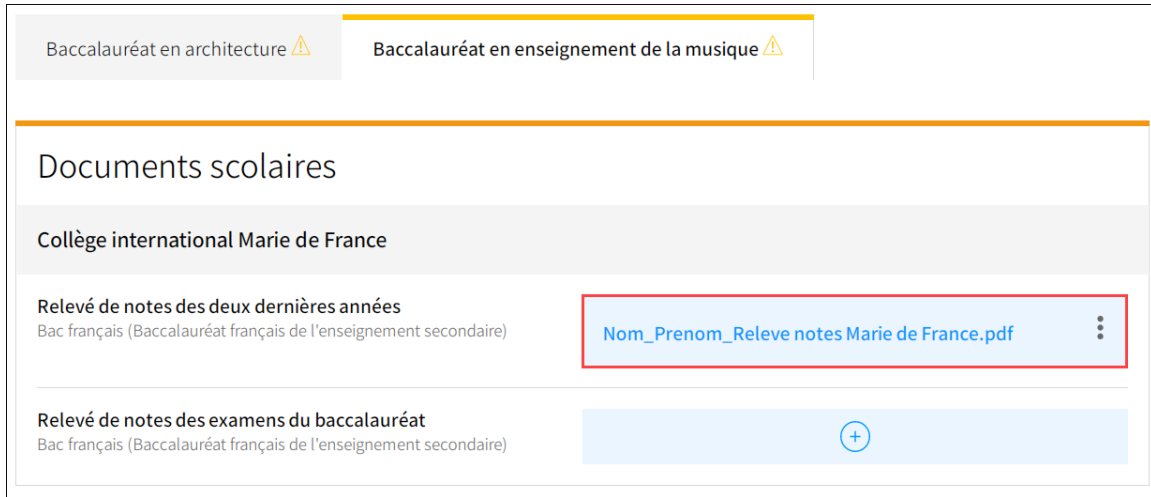 Baccalauréat en architecture
Baccalauréat en enseignement de la musique
Documents scolaires
Collège international Marie de France
Relevé de notes des deux dernières années
Bac français (Baccalauréat français de l'enseignement secondaire)
Nom_Prenom_Releve notes Marie de France.pdf
Relevé de notes des examens du baccalauréat
Bac français (Baccalauréat français de l'enseignement secondaire)